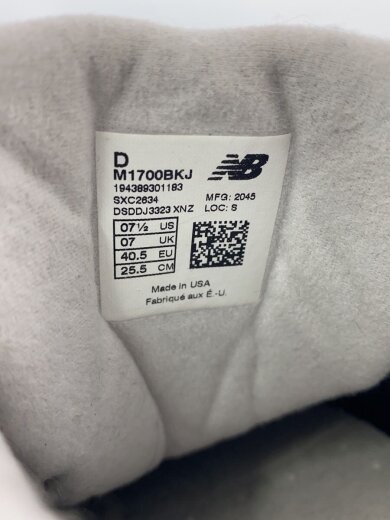 D
M1700BKJ
194389301183
SXC2634 MFG: 2045
DSDDJ3323 XNZ LOC: S
07½ US
07 UK
40.5 EU
25.5 CM
Made in USA
Fabriqué aux É.-U.
NB